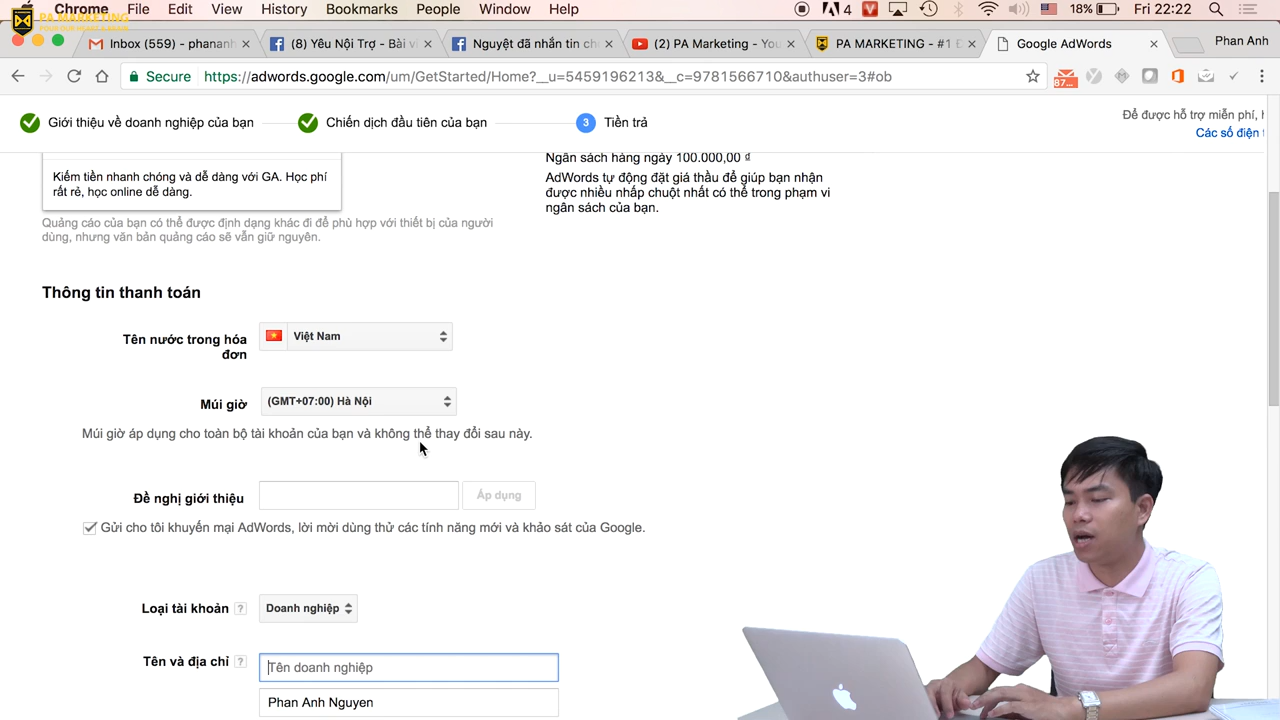 Chrome File Edit View History Bookmarks People Window Help 4 18% Fri 22:22
PA MARKETING
Inbox (559) - phananh
(8) Yêu Nội Trợ - Bài vi
Nguyệt đã nhắn tin ch
(2) PA Marketing - You
PA MARKETING - #1 E
Google AdWords
Phan Anh
Secure https://adwords.google.com/um/GetStarted/Home?__u=5459196213&__c=9781566710&authuser=3#ob
Giới thiệu về doanh nghiệp của bạn
Chiến dịch đầu tiên của bạn
3 Tiền trả
Để được hỗ trợ miễn phí,
Các số điện
Kiếm tiền nhanh chóng và dễ dàng với GA. Học phí
rất rẻ, học online dễ dàng.
Quảng cáo của bạn có thể được định dạng khác đi để phù hợp với thiết bị của người
dùng, nhưng văn bản quảng cáo sẽ vẫn giữ nguyên.
Ngân sách hàng ngày 100.000,00 ₫
AdWords tự động đặt giá thầu để giúp bạn nhận
được nhiều nhấp chuột nhất có thể trong phạm vi
ngân sách của bạn.
Thông tin thanh toán
Tên nước trong hóa
đơn
Việt Nam
Múi giờ
(GMT+07:00) Hà Nội
Múi giờ áp dụng cho toàn bộ tài khoản của bạn và không thể thay đổi sau này.
Đề nghị giới thiệu
Áp dụng
Gửi cho tôi khuyến mại AdWords, lời mời dùng thử các tính năng mới và khảo sát của Google.
Loại tài khoản ?
Doanh nghiệp
Tên và địa chỉ ?
Tên doanh nghiệp
Phan Anh Nguyen